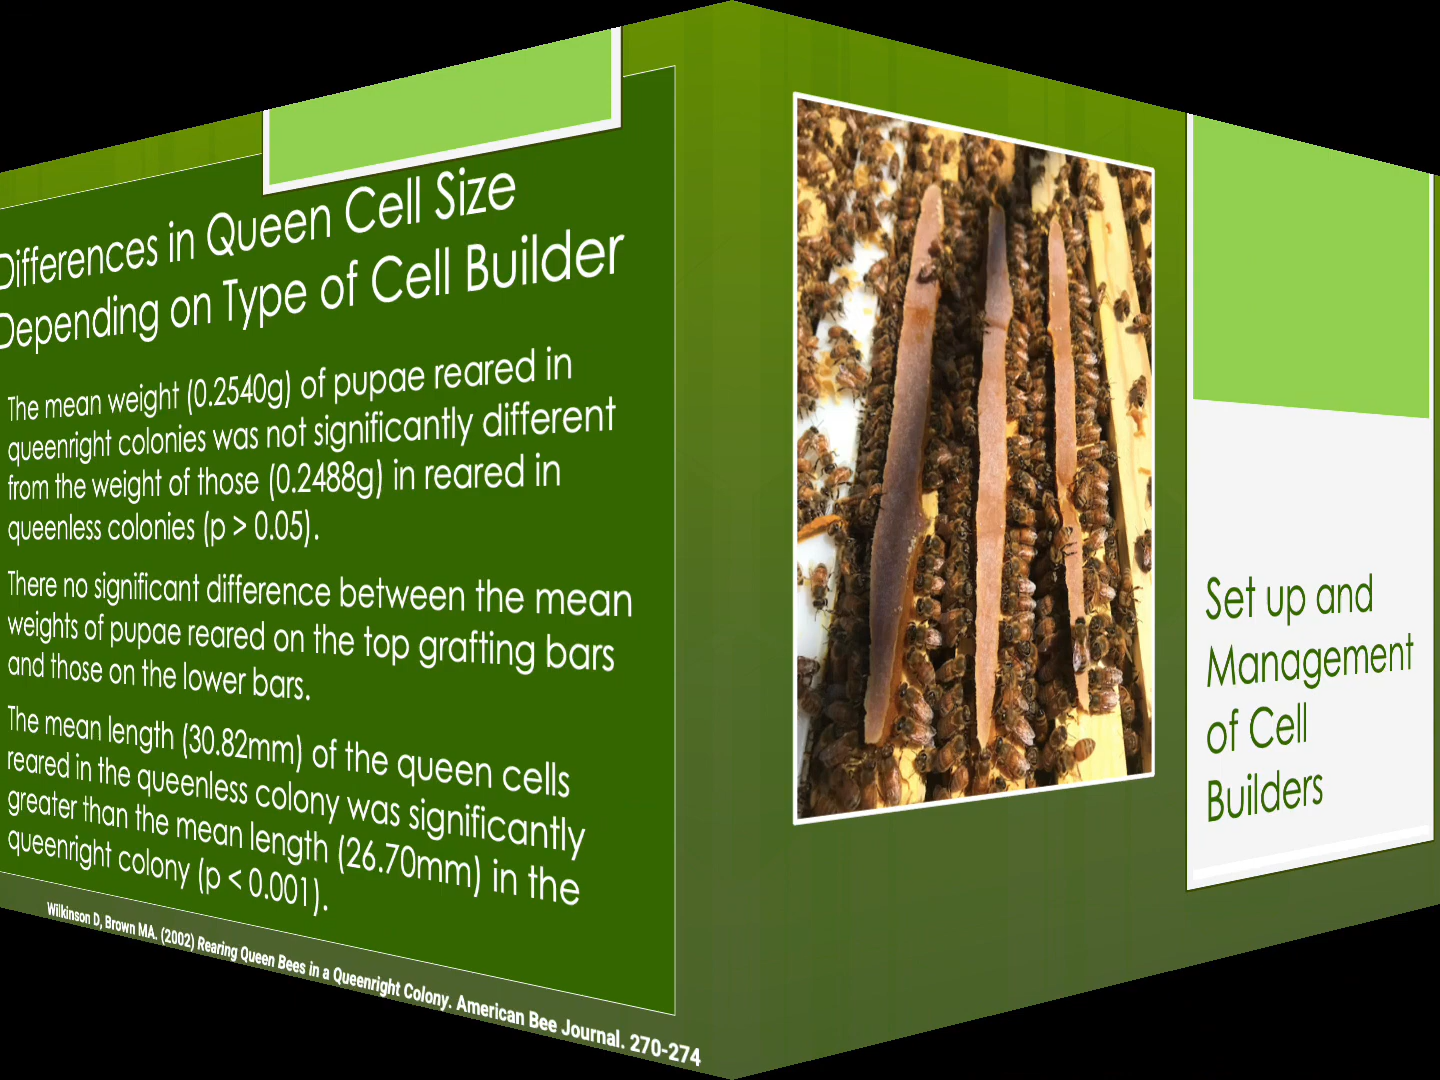 Differences in Queen Cell Size
Depending on Type of Cell Builder
The mean weight (0.2540g) of pupae reared in
queenright colonies was not significantly different
from the weight of those (0.2488g) in reared in
queenless colonies (p > 0.05).
There no significant difference between the mean
weights of pupae reared on the top grafting bars
and those on the lower bars.
The mean length (30.82mm) of the queen cells
reared in the queenless colony was significantly
greater than the mean length (26.70mm) in the
queenright colony (p < 0.001).
Wilkinson D, Brown MA. (2002) Rearing Queen Bees in a Queenright Colony. American Bee Journal. 270-274
Set up and
Management
of Cell
Builders